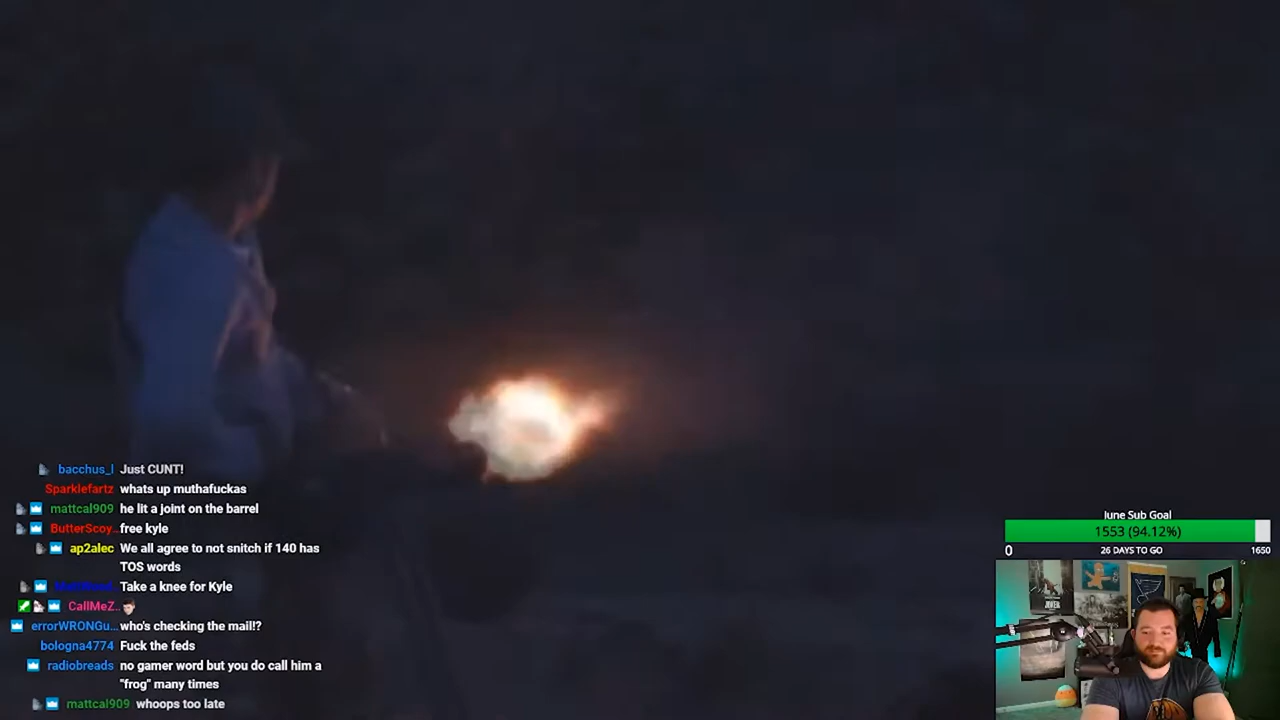 bacchus_l Just CUNT!
Sparklefartz whats up muthafuckas
mattcal909 he lit a joint on the barrel
ButterScoy.. free kyle
ap2alec We all agree to not snitch if 140 has
TOS words
Take a knee for Kyle
CallMeZ..
errorWRONGu... who's checking the mail!?
bologna4774 Fuck the feds
radiobreads no gamer word but you do call him a
"frog" many times
mattcal909 whoops too late
June Sub Goal
1553 (94.12%)
0 26 DAYS TO GO 1650